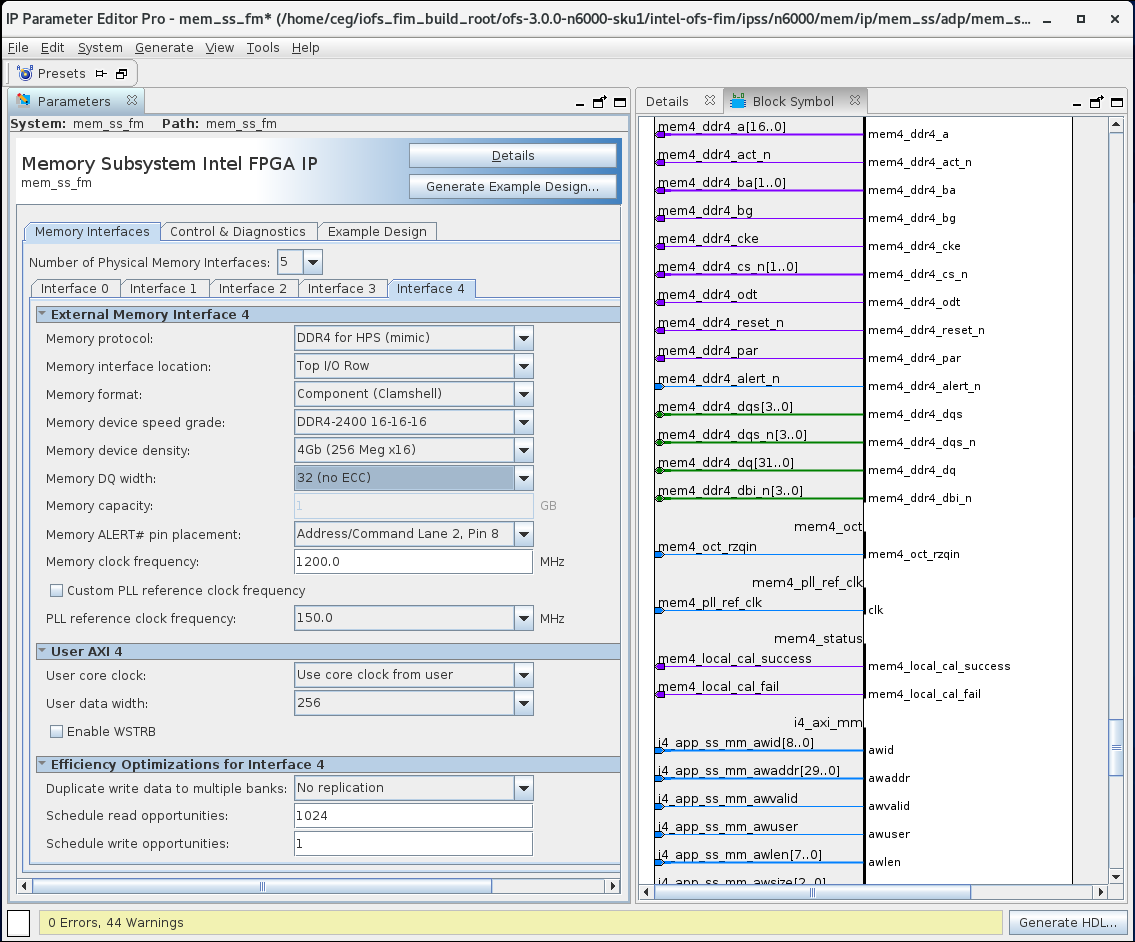 IP Parameter Editor Pro - mem_ss_fm* (/home/ceg/iofs_fim_build_root/ofs-3.0.0-n6000-sku1/intel-ofs-fim/ipss/n6000/mem/ip/mem_ss/adp/mem_s...
File Edit System Generate View Tools Help
Presets
Parameters
System: mem_ss_fm Path: mem_ss_fm
Memory Subsystem Intel FPGA IP
mem_ss_fm
Details
Generate Example Design...
Memory Interfaces Control & Diagnostics Example Design
Number of Physical Memory Interfaces: 5
Interface 0 Interface 1 Interface 2 Interface 3 Interface 4
External Memory Interface 4
Memory protocol: DDR4 for HPS (mimic)
Memory interface location: Top I/O Row
Memory format: Component (Clamshell)
Memory device speed grade: DDR4-2400 16-16-16
Memory device density: 4Gb (256 Meg x16)
Memory DQ width: 32 (no ECC)
Memory capacity: 1 GB
Memory ALERT# pin placement: Address/Command Lane 2, Pin 8
Memory clock frequency: 1200.0 MHz
Custom PLL reference clock frequency
PLL reference clock frequency: 150.0 MHz
User AXI 4
User core clock: Use core clock from user
User data width: 256
Enable WSTRB
Efficiency Optimizations for Interface 4
Duplicate write data to multiple banks: No replication
Schedule read opportunities: 1024
Schedule write opportunities: 1
Details Block Symbol
mem4_ddr4_a[16..0] mem4_ddr4_a
mem4_ddr4_act_n mem4_ddr4_act_n
mem4_ddr4_ba[1..0] mem4_ddr4_ba
mem4_ddr4_bg mem4_ddr4_bg
mem4_ddr4_cke mem4_ddr4_cke
mem4_ddr4_cs_n[1..0] mem4_ddr4_cs_n
mem4_ddr4_odt mem4_ddr4_odt
mem4_ddr4_reset_n mem4_ddr4_reset_n
mem4_ddr4_par mem4_ddr4_par
mem4_ddr4_alert_n mem4_ddr4_alert_n
mem4_ddr4_dqs[3..0] mem4_ddr4_dqs
mem4_ddr4_dqs_n[3..0] mem4_ddr4_dqs_n
mem4_ddr4_dq[31..0] mem4_ddr4_dq
mem4_ddr4_dbi_n[3..0] mem4_ddr4_dbi_n
mem4_oct
mem4_oct_rzqin mem4_oct_rzqin
mem4_pll_ref_clk
mem4_pll_ref_clk clk
mem4_status
mem4_local_cal_success mem4_local_cal_success
mem4_local_cal_fail mem4_local_cal_fail
i4_axi_mm
i4_app_ss_mm_awid[8..0] awid
i4_app_ss_mm_awaddr[29..0] awaddr
i4_app_ss_mm_awvalid awvalid
i4_app_ss_mm_awuser awuser
i4_app_ss_mm_awlen[7..0] awlen
i4_app_ss_mm_awsize[2..0]
0 Errors, 44 Warnings
Generate HDL...